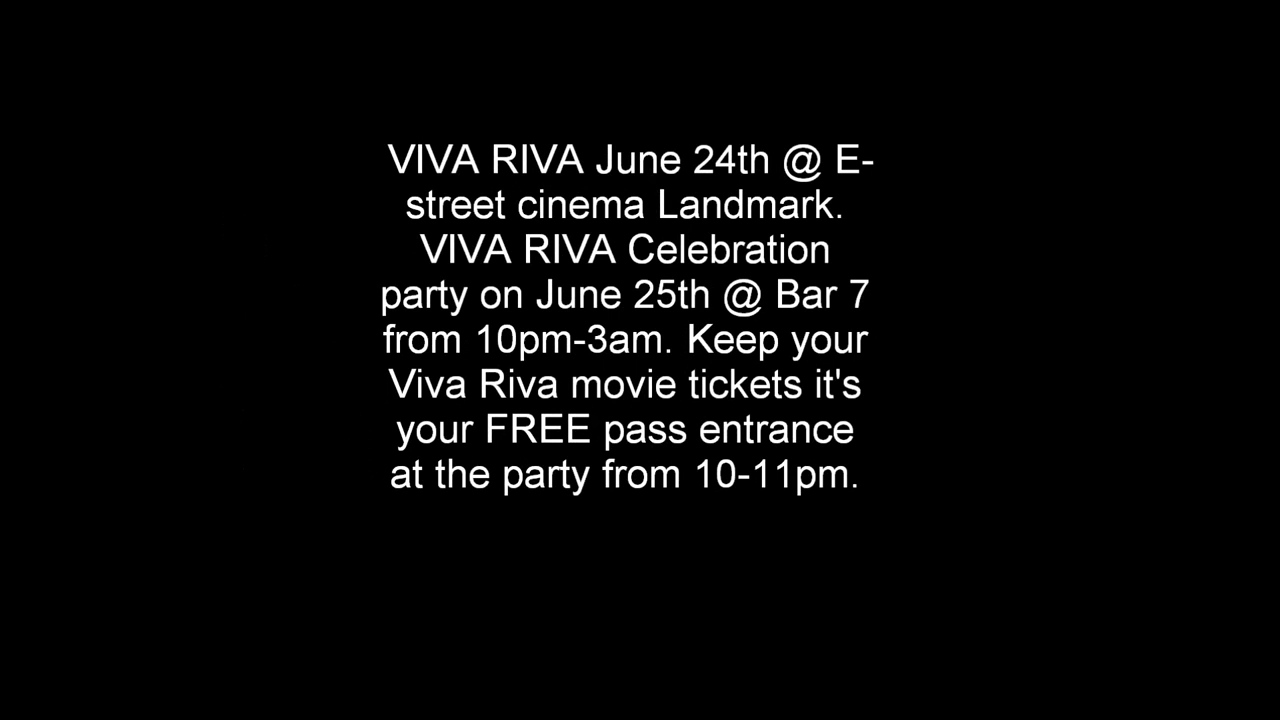 VIVA RIVA June 24th @ E-
street cinema Landmark.
VIVA RIVA Celebration
party on June 25th @ Bar 7
from 10pm-3am. Keep your
Viva Riva movie tickets it's
your FREE pass entrance
at the party from 10-11pm.